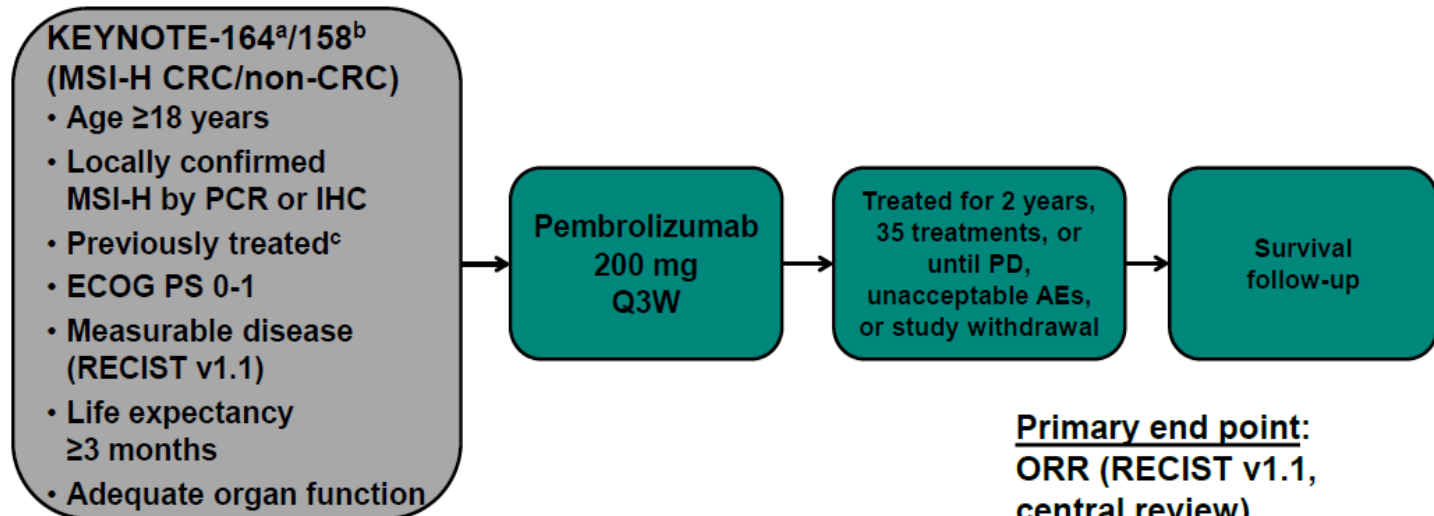 KEYNOTE-164ᵃ/158ᵇ
(MSI-H CRC/non-CRC)
• Age ≥18 years
• Locally confirmed
MSI-H by PCR or IHC
• Previously treatedᶜ
• ECOG PS 0-1
• Measurable disease
(RECIST v1.1)
• Life expectancy
≥3 months
• Adequate organ function
Pembrolizumab
200 mg
Q3W
Treated for 2 years,
35 treatments, or
until PD,
unacceptable AEs,
or study withdrawal
Survival
follow-up
Primary end point:
ORR (RECIST v1.1,
central review)